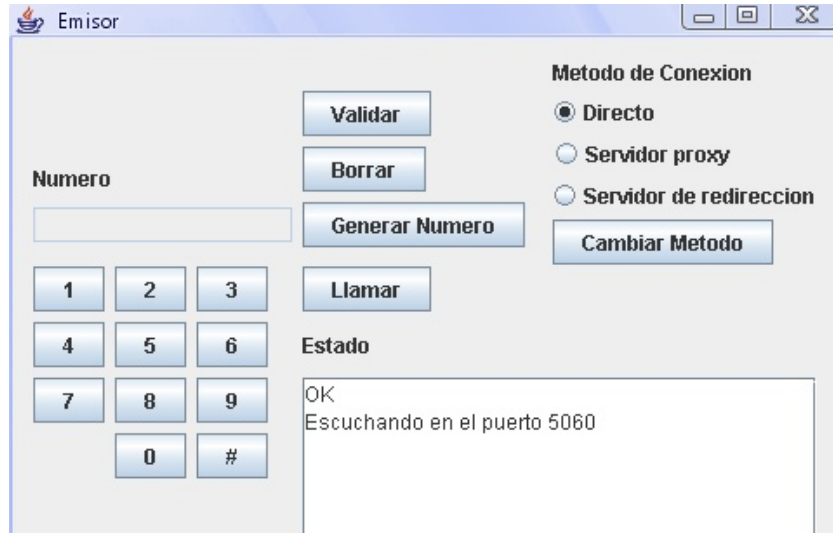 Emisor
Metodo de Conexion
Validar
Directo
Borrar
Servidor proxy
Numero
Servidor de redireccion
Generar Numero
Cambiar Metodo
1 2 3
Llamar
4 5 6
Estado
7 8 9
0 #
OK
Escuchando en el puerto 5060